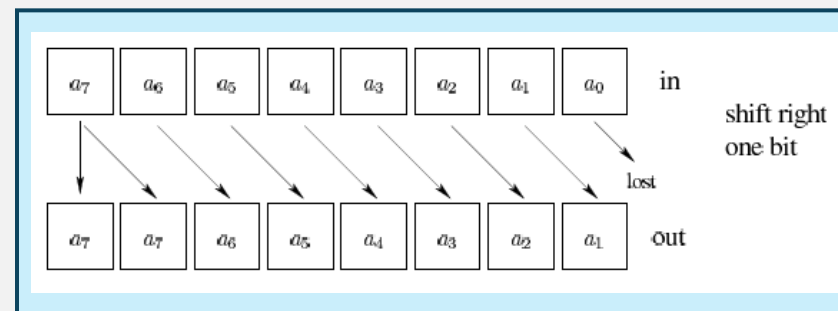 a₇ a₆ a₅ a₄ a₃ a₂ a₁ a₀ in
shift right
one bit
lost
a₇ a₇ a₆ a₅ a₄ a₃ a₂ a₁ out